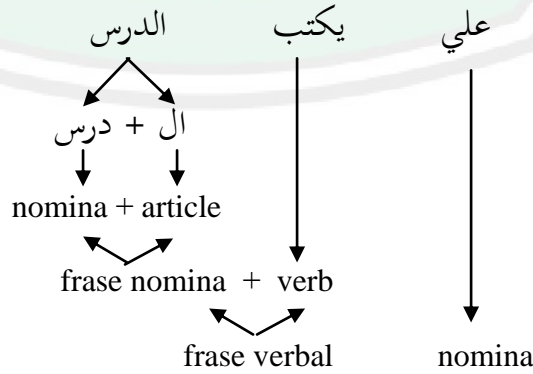 علي يكتب الدرس
ال + درس
nomina + article
frase nomina + verb
frase verbal nomina